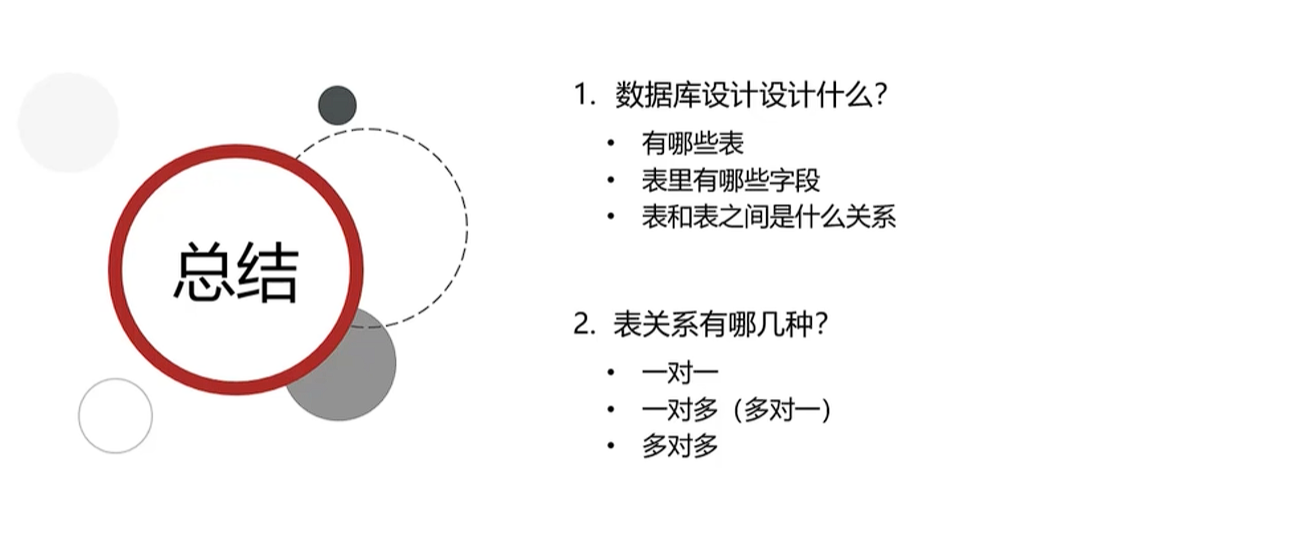 总结
1. 数据库设计设计什么？
• 有哪些表
• 表里有哪些字段
• 表和表之间是什么关系
2. 表关系有哪几种？
• 一对一
• 一对多（多对一）
• 多对多